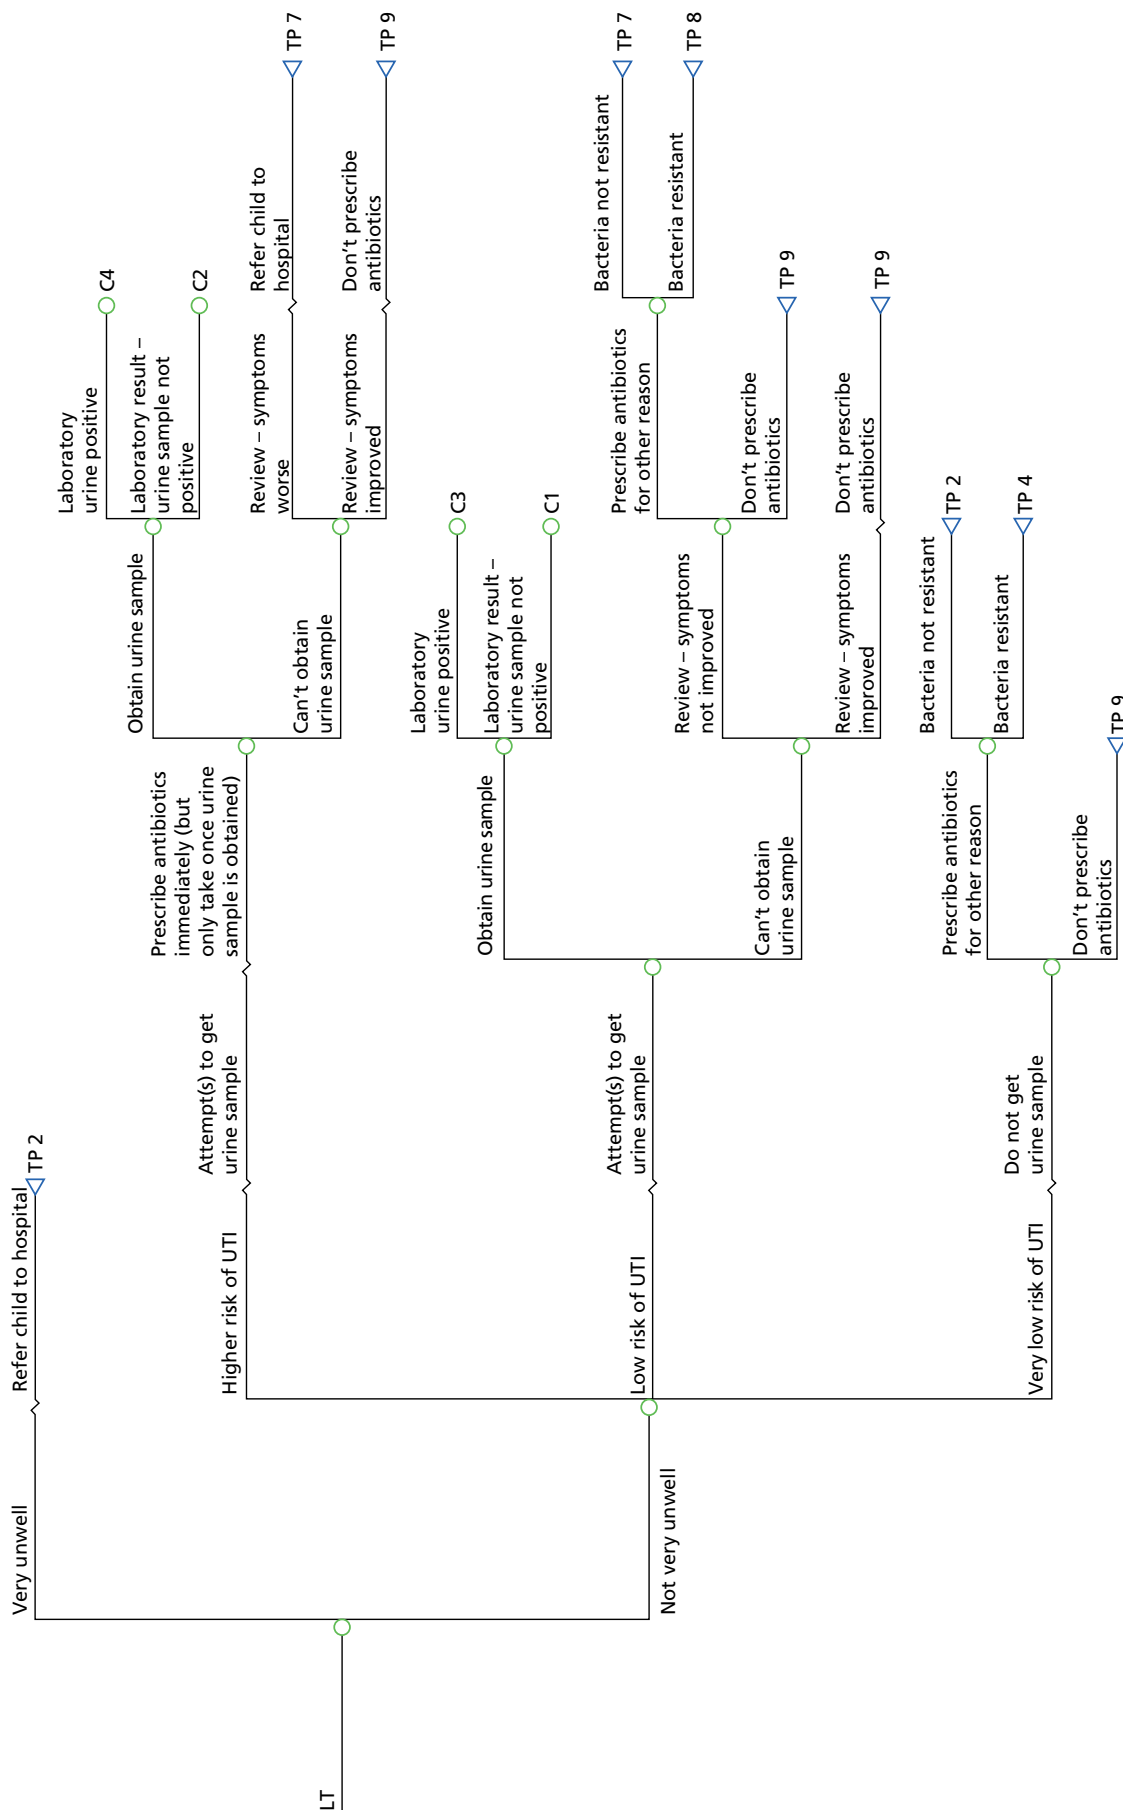 LT
Very unwell
Refer child to hospital
TP 2
Not very unwell
Higher risk of UTI
Attempt(s) to get
urine sample
Prescribe antibiotics
immediately (but
only take once urine
sample is obtained)
Obtain urine sample
Laboratory
urine positive
C4
Laboratory result –
urine sample not
positive
C2
Can't obtain
urine sample
Review – symptoms
worse
Refer child to
hospital
TP 7
Review – symptoms
improved
Don't prescribe
antibiotics
TP 9
Low risk of UTI
Attempt(s) to get
urine sample
Obtain urine sample
Laboratory
urine positive
C3
Laboratory result –
urine sample not
positive
C1
Can't obtain
urine sample
Review – symptoms
not improved
Prescribe antibiotics
for other reason
Bacteria not resistant
TP 7
Bacteria resistant
TP 8
Don't prescribe
antibiotics
TP 9
Review – symptoms
improved
Don't prescribe
antibiotics
TP 9
Very low risk of UTI
Do not get
urine sample
Prescribe antibiotics
for other reason
Bacteria not resistant
TP 2
Bacteria resistant
TP 4
Don't prescribe
antibiotics
TP 9